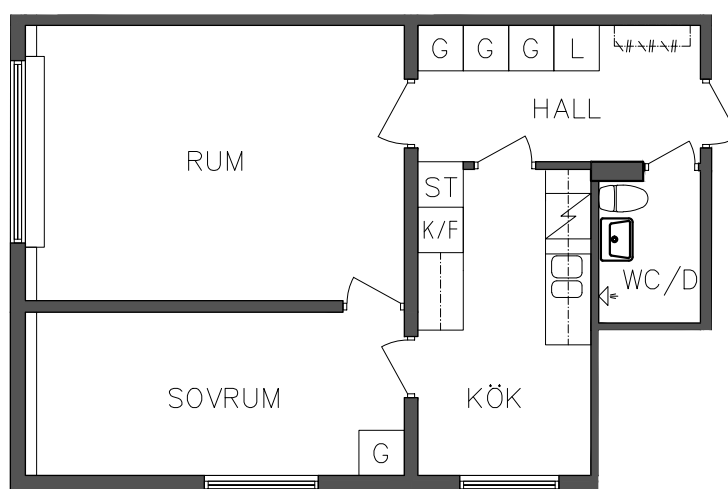 G G G L
HALL
RUM
ST
K/F
WC/D
SOVRUM
KÖK
G